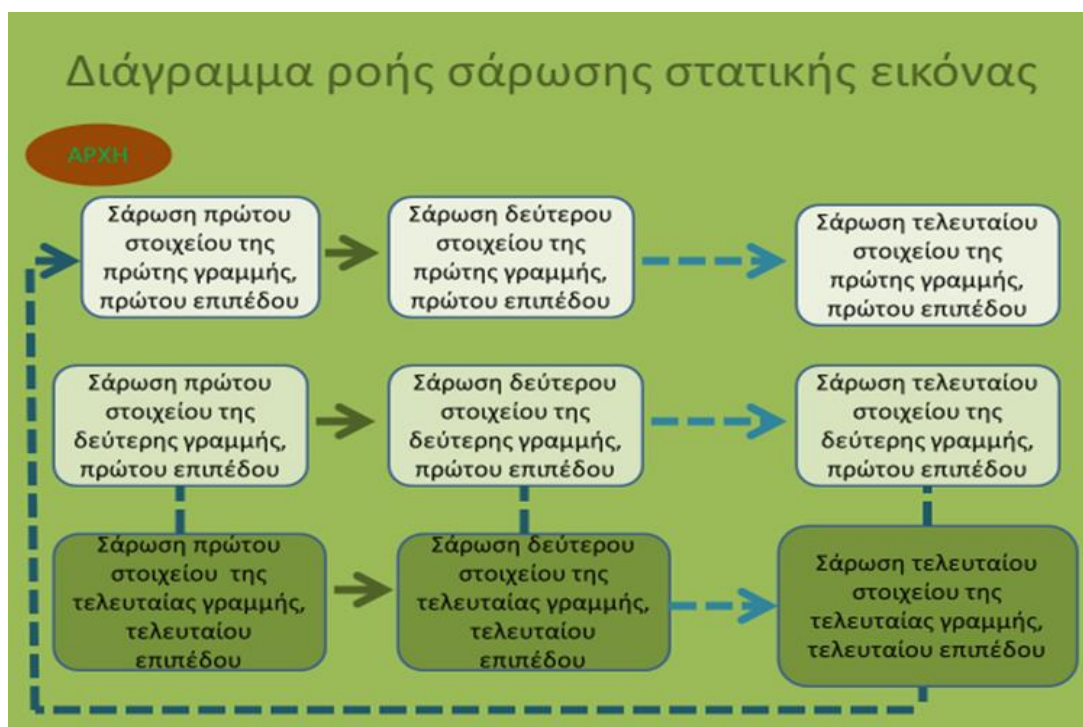 Διάγραμμα ροής σάρωσης στατικής εικόνας
ΑΡΧΗ
Σάρωση πρώτου
στοιχείου της
πρώτης γραμμής,
πρώτου επιπέδου
Σάρωση δεύτερου
στοιχείου της
πρώτης γραμμής,
πρώτου επιπέδου
Σάρωση τελευταίου
στοιχείου της
πρώτης γραμμής,
πρώτου επιπέδου
Σάρωση πρώτου
στοιχείου της
δεύτερης γραμμής,
πρώτου επιπέδου
Σάρωση δεύτερου
στοιχείου της
δεύτερης γραμμής,
πρώτου επιπέδου
Σάρωση τελευταίου
στοιχείου της
δεύτερης γραμμής,
πρώτου επιπέδου
Σάρωση πρώτου
στοιχείου της
τελευταίας γραμμής,
τελευταίου
επιπέδου
Σάρωση δεύτερου
στοιχείου της
τελευταίας γραμμής,
τελευταίου
επιπέδου
Σάρωση τελευταίου
στοιχείου της
τελευταίας γραμμής,
τελευταίου επιπέδου